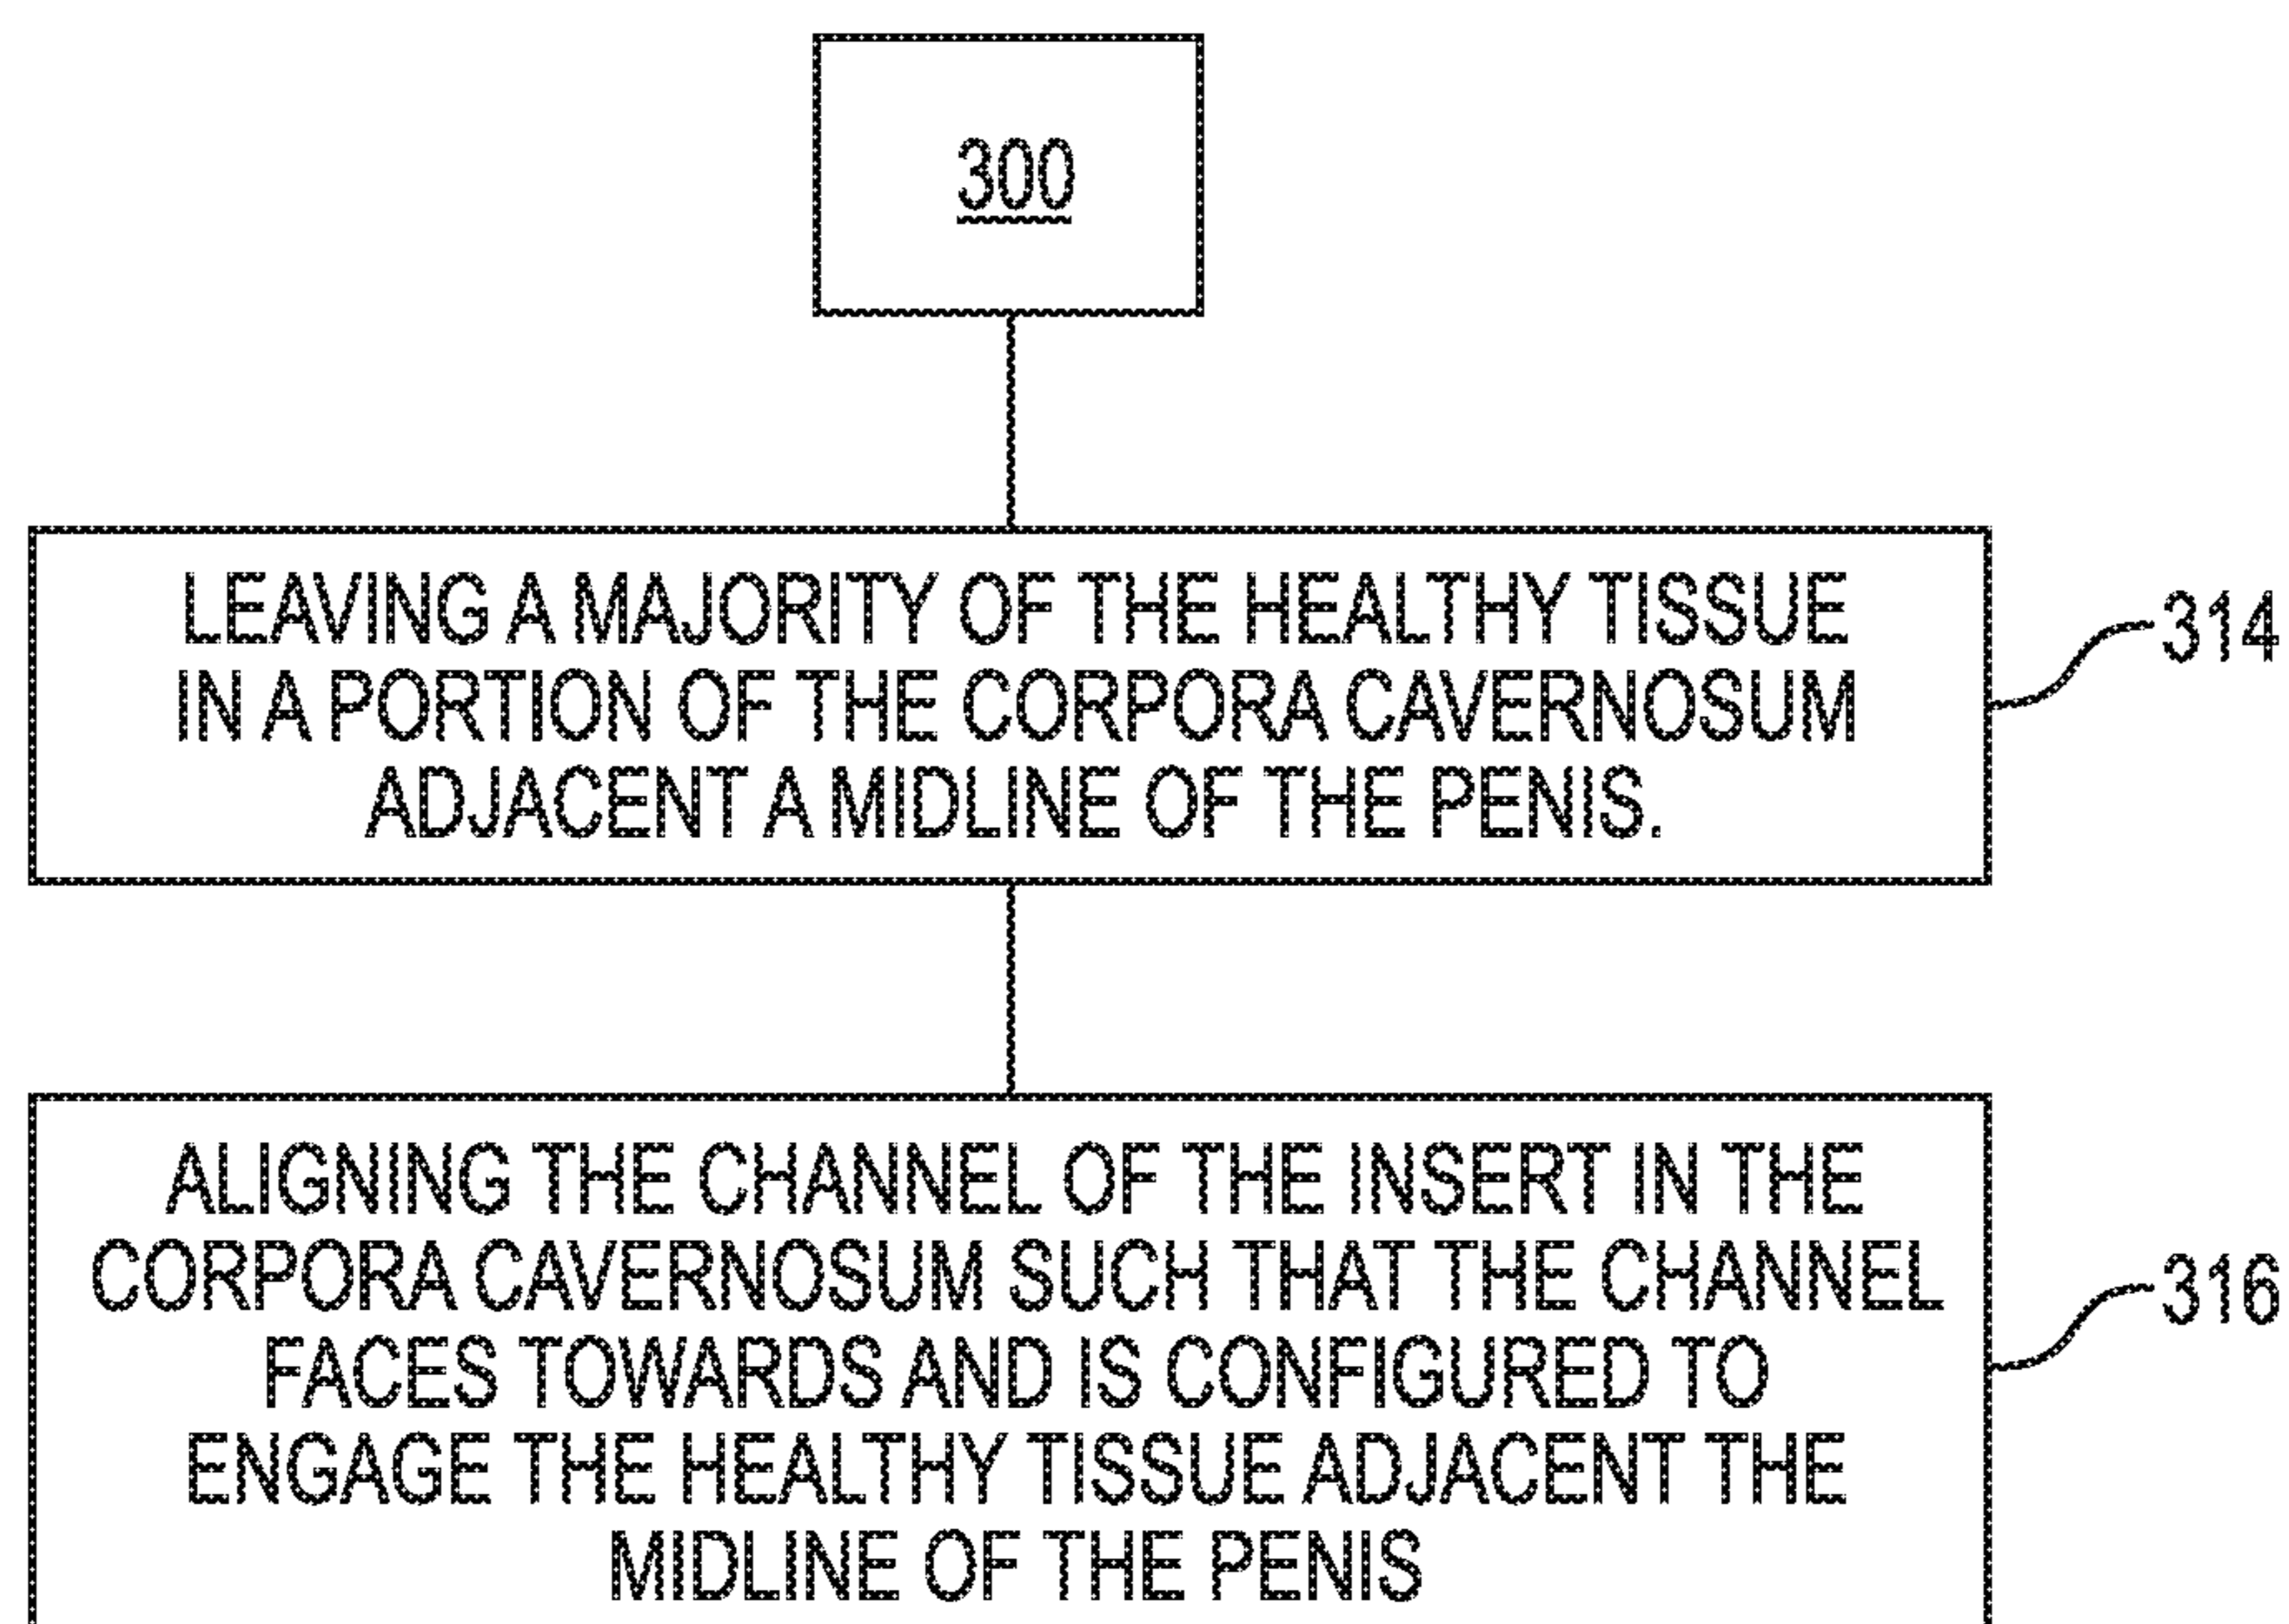 300
LEAVING A MAJORITY OF THE HEALTHY TISSUE
IN A PORTION OF THE CORPORA CAVERNOSUM
ADJACENT A MIDLINE OF THE PENIS.
314
ALIGNING THE CHANNEL OF THE INSERT IN THE
CORPORA CAVERNOSUM SUCH THAT THE CHANNEL
FACES TOWARDS AND IS CONFIGURED TO
ENGAGE THE HEALTHY TISSUE ADJACENT THE
MIDLINE OF THE PENIS
316